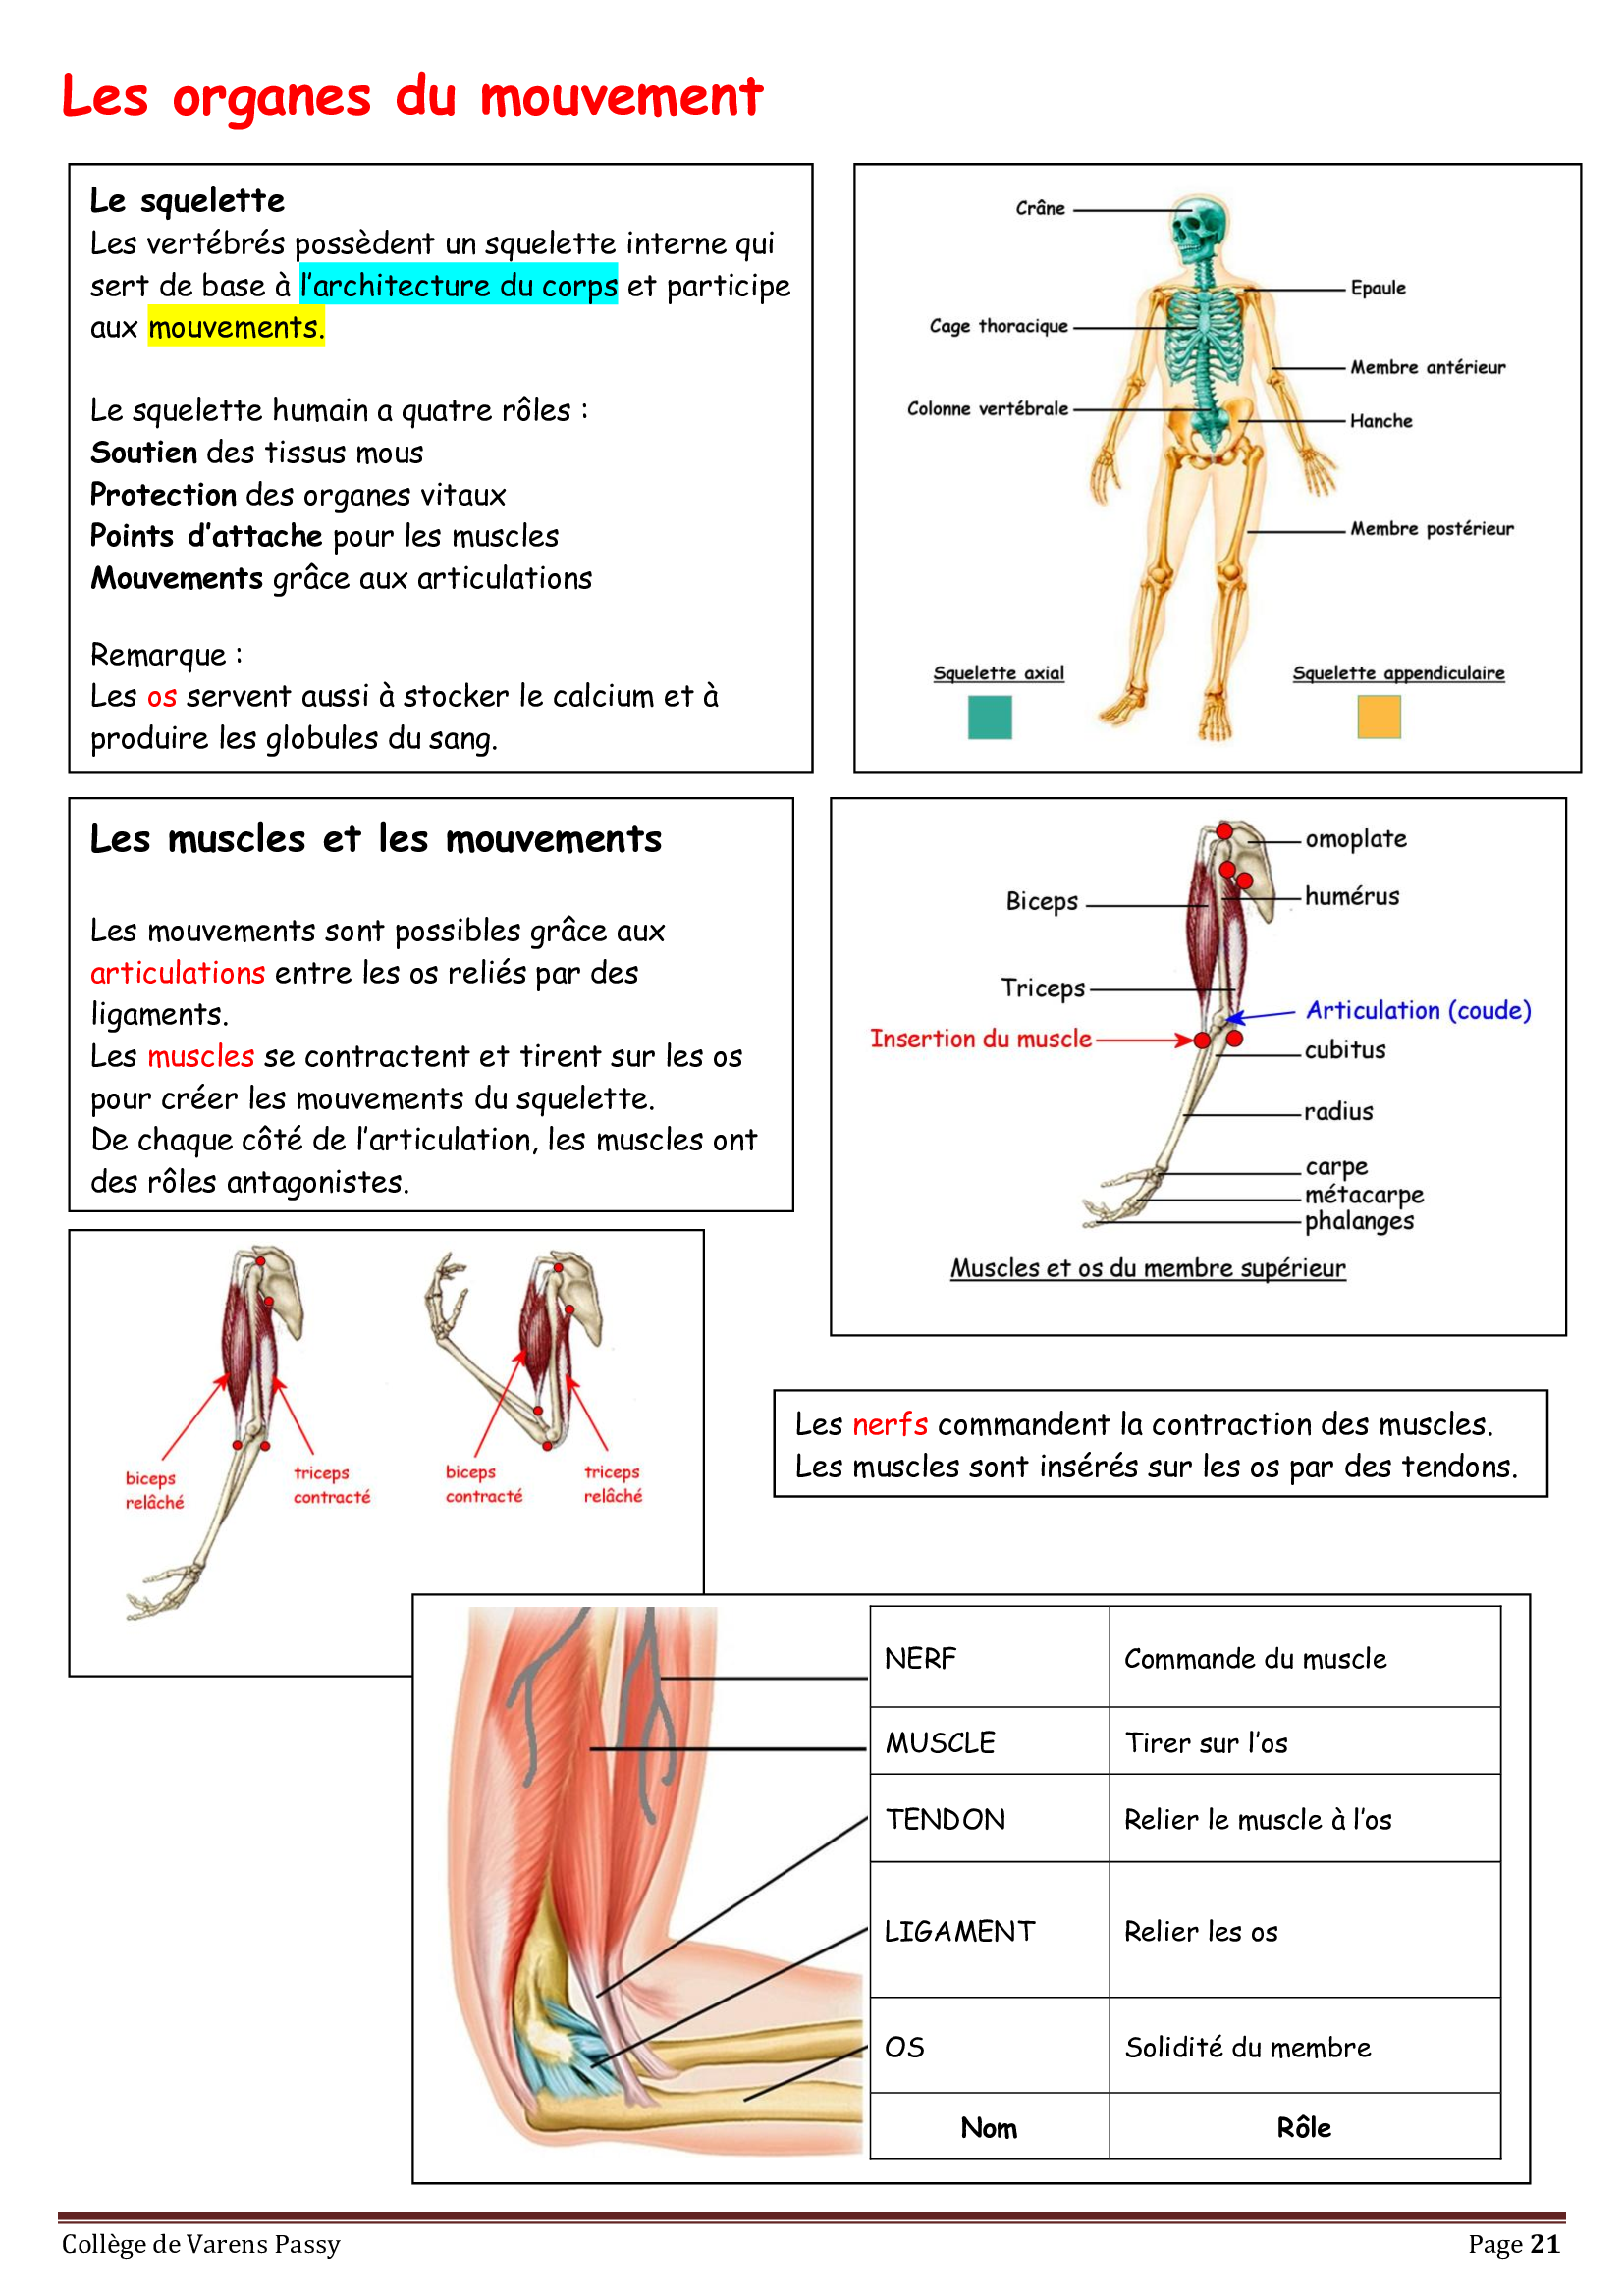 Les organes du mouvement
Le squelette
Les vertébrés possèdent un squelette interne qui
sert de base à l’architecture du corps et participe
aux mouvements.
Le squelette humain a quatre rôles :
Soutien des tissus mous
Protection des organes vitaux
Points d’attache pour les muscles
Mouvements grâce aux articulations
Remarque :
Les os servent aussi à stocker le calcium et à
produire les globules du sang.
Crâne
Epaule
Cage thoracique
Membre antérieur
Colonne vertébrale
Hanche
Membre postérieur
Squelette axial
Squelette appendiculaire
Les muscles et les mouvements
Les mouvements sont possibles grâce aux
articulations entre les os reliés par des
ligaments.
Les muscles se contractent et tirent sur les os
pour créer les mouvements du squelette.
De chaque côté de l’articulation, les muscles ont
des rôles antagonistes.
omoplate
Biceps
humérus
Triceps
Articulation (coude)
Insertion du muscle
cubitus
radius
carpe
métacarpe
phalanges
Muscles et os du membre supérieur
biceps
relâché
triceps
contracté
biceps
contracté
triceps
relâché
Les nerfs commandent la contraction des muscles.
Les muscles sont insérés sur les os par des tendons.
NERF Commande du muscle
MUSCLE Tirer sur l’os
TENDON Relier le muscle à l’os
LIGAMENT Relier les os
OS Solidité du membre
Nom Rôle
Collège de Varens Passy Page 21